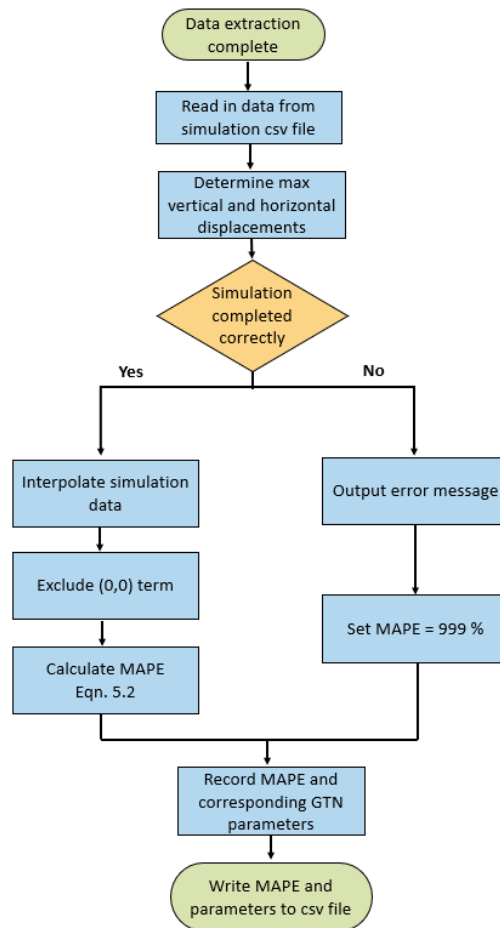 Data extraction
complete
Read in data from
simulation csv file
Determine max
vertical and horizontal
displacements
Simulation
completed
correctly
Yes
No
Interpolate simulation
data
Exclude (0,0) term
Calculate MAPE
Eqn. 5.2
Output error message
Set MAPE = 999 %
Record MAPE and
corresponding GTN
parameters
Write MAPE and
parameters to csv file